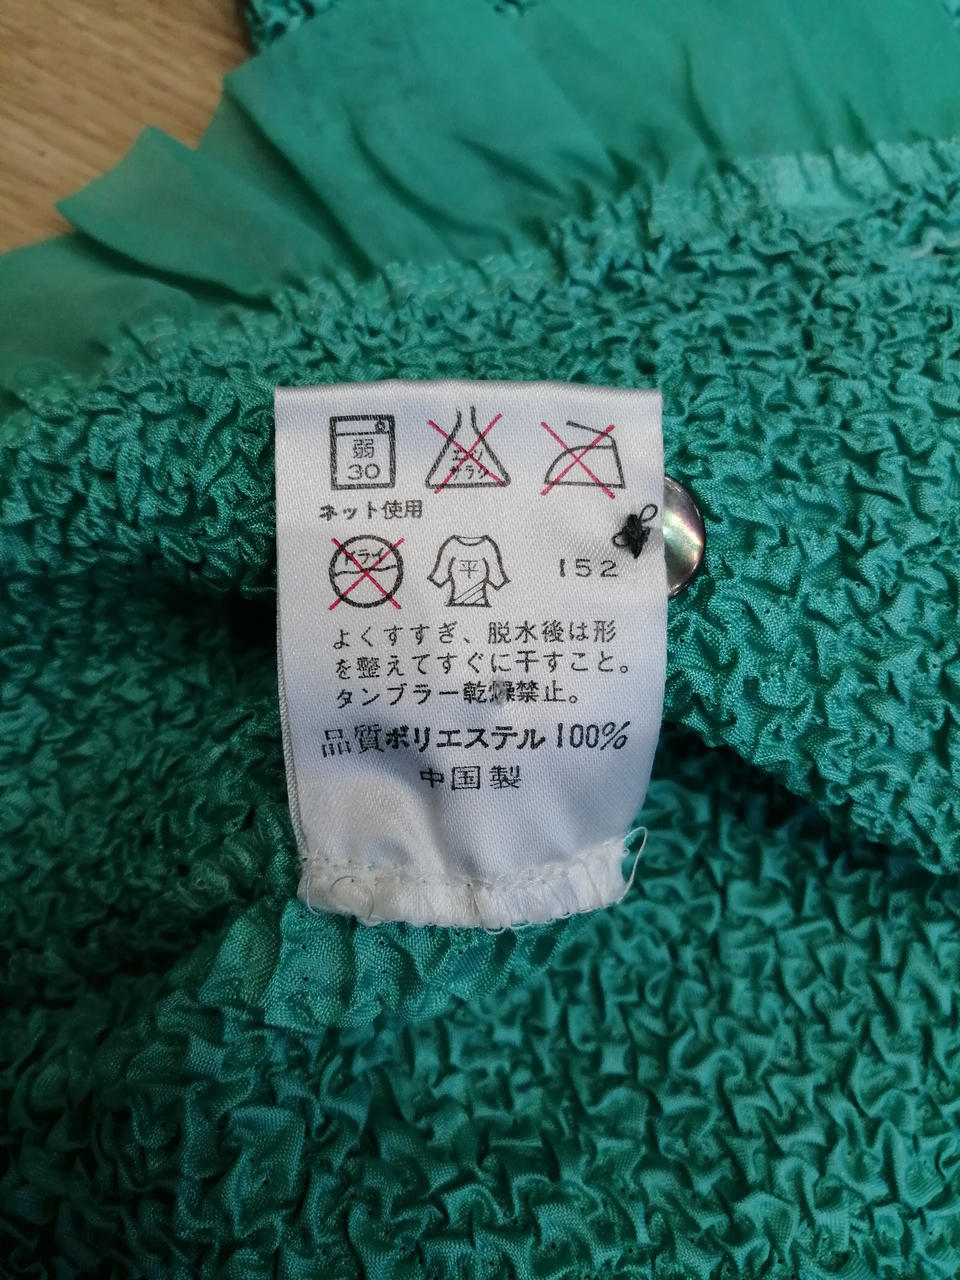 弱
30
エンソ
サラシ
ネット使用
ドライ
平
152
よくすすぎ、脱水後は形
を整えてすぐに干すこと。
タンブラー乾燥禁止。
品質ポリエステル100%
中国製